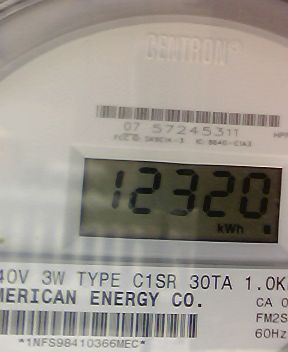 CENTRON®
07 57245311
12320
kWh
40V 3W TYPE C1SR 30TA 1.0K
MERICAN ENERGY CO.
CA 0
FM2S
60Hz
*1NFS98410366MEC*